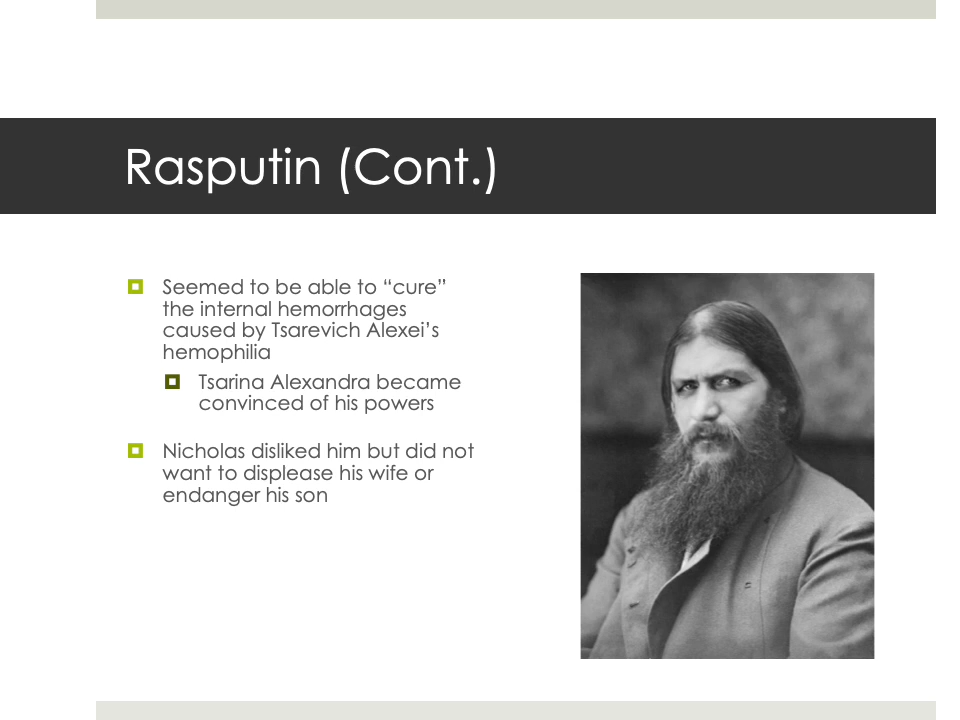 Rasputin (Cont.)
Seemed to be able to “cure”
the internal hemorrhages
caused by Tsarevich Alexei’s
hemophilia
Tsarina Alexandra became
convinced of his powers
Nicholas disliked him but did not
want to displease his wife or
endanger his son